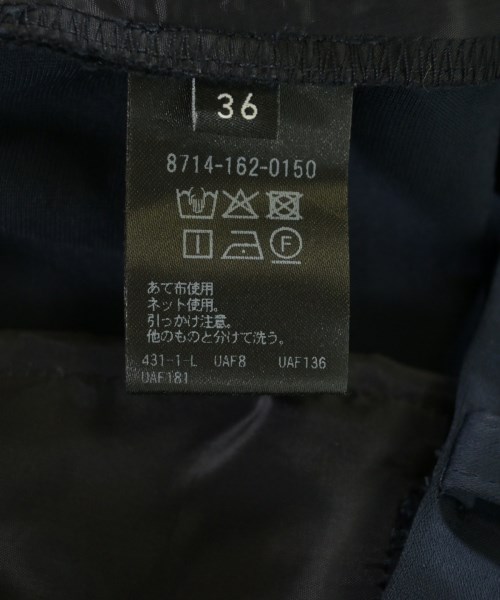 36
8714-162-0150
F
あて布使用
ネット使用。
引っかけ注意。
他のものと分けて洗う。
431-1-L UAF8 UAF136
UAF181